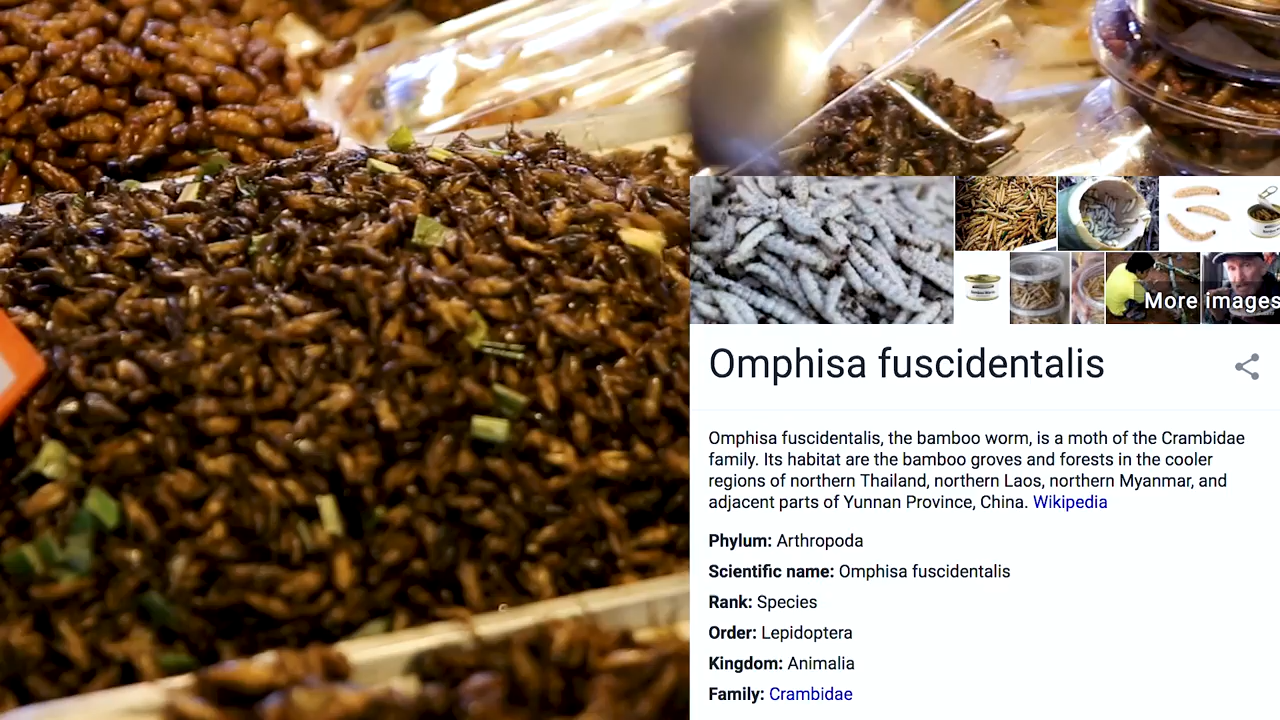 More images
Omphisa fuscidentalis
Omphisa fuscidentalis, the bamboo worm, is a moth of the Crambidae
family. Its habitat are the bamboo groves and forests in the cooler
regions of northern Thailand, northern Laos, northern Myanmar, and
adjacent parts of Yunnan Province, China. Wikipedia
Phylum: Arthropoda
Scientific name: Omphisa fuscidentalis
Rank: Species
Order: Lepidoptera
Kingdom: Animalia
Family: Crambidae